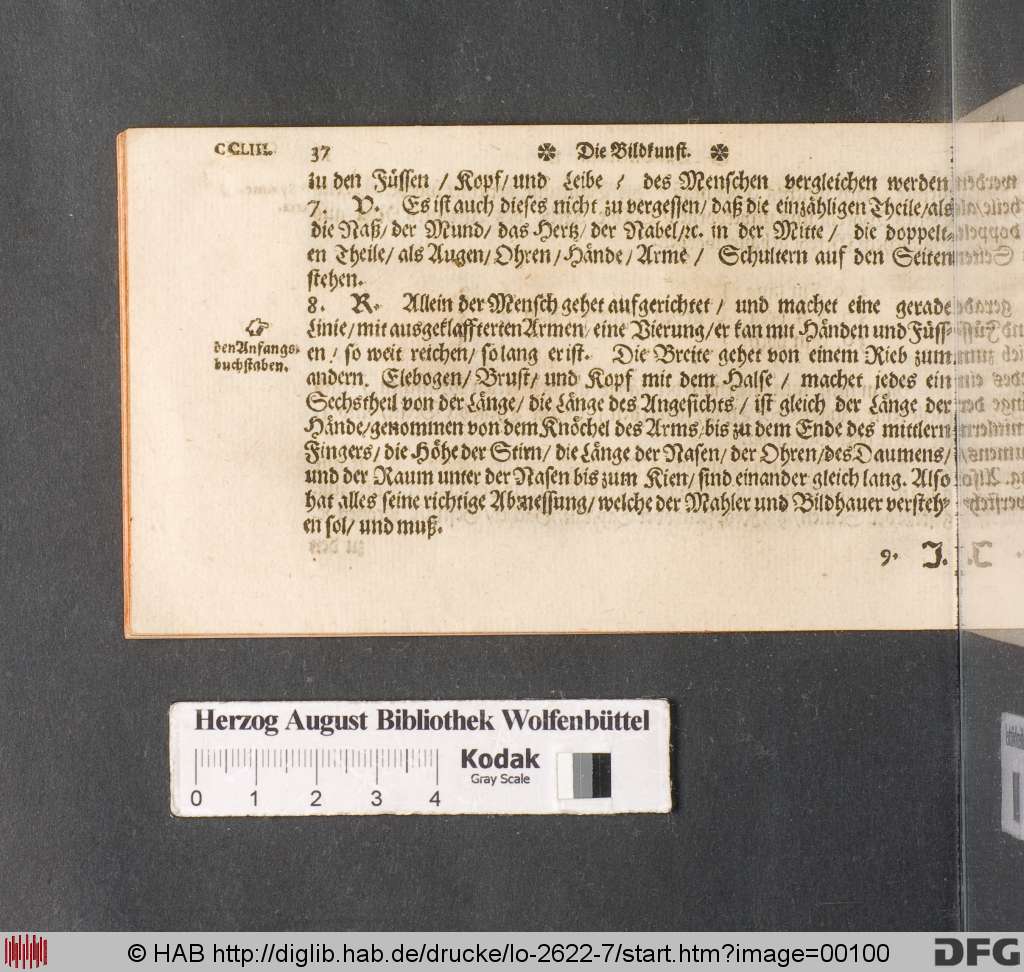 CCLIII. 37 ✼ Die Bildkunst. ✼
zu den Füssen / Kopf/ und Leibe / des Menschen vergleichen werden
7. V. Es ist auch dieses nicht zu vergessen/ daß die einzähligen Theile/als
die Naß/ der Mund/ das Hertz/ der Nabel/ꝛc. in der Mitte / die doppelt-
en Theile/ als Augen/ Ohren/ Hände/ Arme / Schultern auf den Seiten
stehen.
8. R. Allein der Mensch gehet aufgerichtet / und machet eine gerade
Linie/ mit ausgeklaffterten Armen/ eine Vierung/ er kan mit Händen und Füss-
en / so weit reichen/ so lang er ist. Die Breite gehet von einem Rieb zum
andern. Elebogen/ Brust/ und Kopf mit dem Halse / machet jedes ein
Sechstheil von der Länge/ die Länge des Angesichts / ist gleich der Länge der
Hände/genommen von dem Knöchel des Arms/ bis zu dem Ende des mittlern
Fingers/ die Höhe der Stirn/ die Länge der Nasen/ der Ohren/des Daumens/
und der Raum unter der Nasen bis zum Kien/ sind einander gleich lang. Also
hat alles seine richtige Abmessung/ welche der Mahler und Bildhauer versteh-
en sol/ und muß.
9. J.
☞
den Anfangs-
buchstaben.
Herzog August Bibliothek Wolfenbüttel
Kodak
Gray Scale
0 1 2 3 4
© HAB http://diglib.hab.de/drucke/lo-2622-7/start.htm?image=00100
DFG